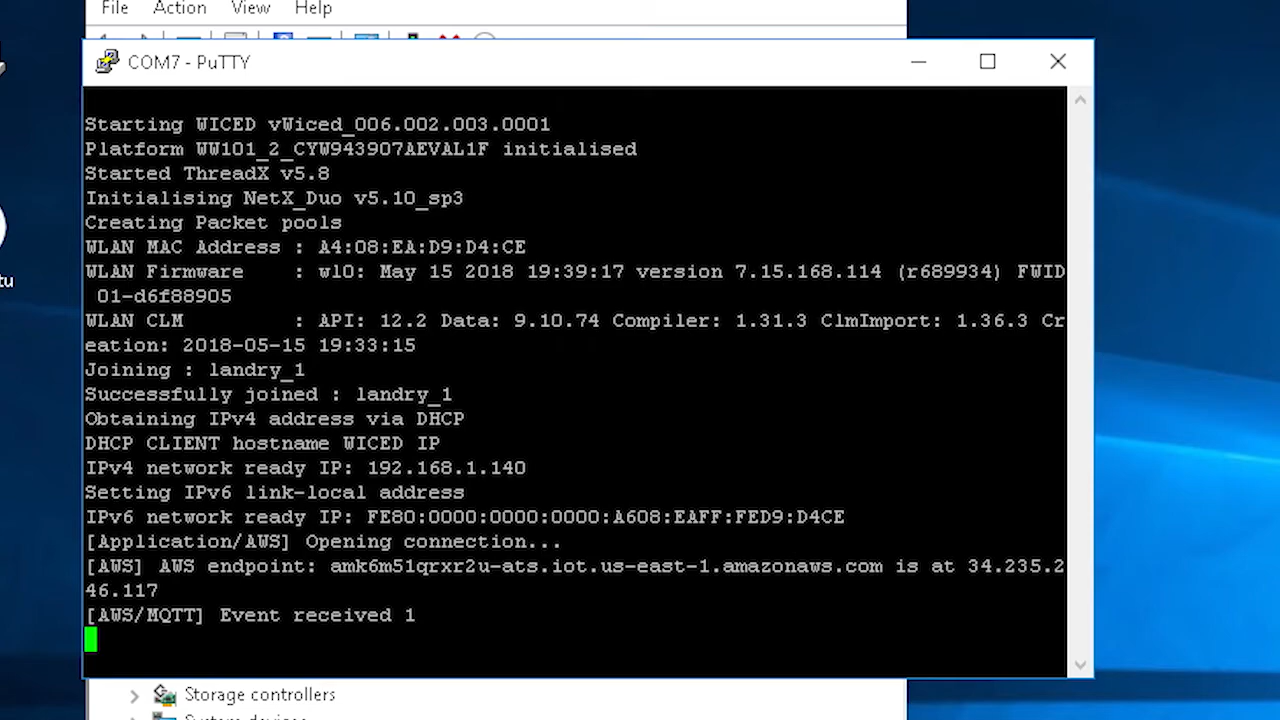 File Action View Help
COM7 - PuTTY
Starting WICED vWiced_006.002.003.0001
Platform WW101_2_CYW943907AEVAL1F initialised
Started ThreadX v5.8
Initialising NetX_Duo v5.10_sp3
Creating Packet pools
WLAN MAC Address : A4:08:EA:D9:D4:CE
WLAN Firmware    : wl0: May 15 2018 19:39:17 version 7.15.168.114 (r689934) FWID
01-d6f88905
WLAN CLM         : API: 12.2 Data: 9.10.74 Compiler: 1.31.3 ClmImport: 1.36.3 Cr
eation: 2018-05-15 19:33:15
Joining : landry_1
Successfully joined : landry_1
Obtaining IPv4 address via DHCP
DHCP CLIENT hostname WICED IP
IPv4 network ready IP: 192.168.1.140
Setting IPv6 link-local address
IPv6 network ready IP: FE80:0000:0000:0000:A608:EAFF:FED9:D4CE
[Application/AWS] Opening connection...
[AWS] AWS endpoint: amk6m51qrxr2u-ats.iot.us-east-1.amazonaws.com is at 34.235.2
46.117
[AWS/MQTT] Event received 1
tu
Storage controllers
System devices